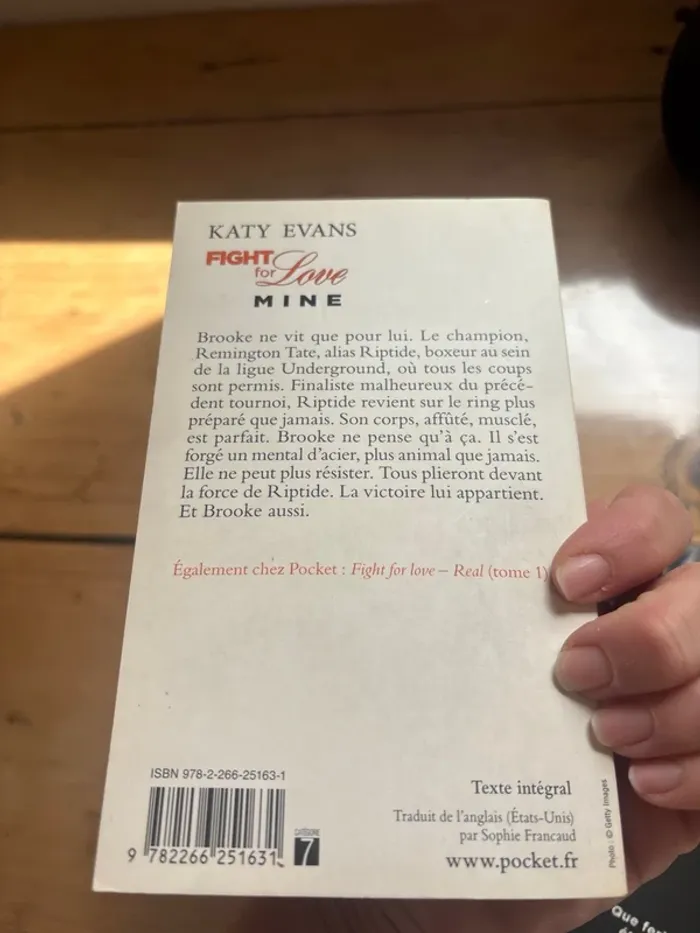 KATY EVANS
FIGHT
for Love
MINE
Brooke ne vit que pour lui. Le champion,
Remington Tate, alias Riptide, boxeur au sein
de la ligue Underground, où tous les coups
sont permis. Finaliste malheureux du précé-
dent tournoi, Riptide revient sur le ring plus
préparé que jamais. Son corps, affûté, musclé,
est parfait. Brooke ne pense qu'à ça. Il s'est
forgé un mental d'acier, plus animal que jamais.
Elle ne peut plus résister. Tous plieront devant
la force de Riptide. La victoire lui appartient.
Et Brooke aussi.
Également chez Pocket : Fight for love – Real (tome 1)
ISBN 978-2-266-25163-1
9 782266 251631
CATÉGORIE
7
Texte intégral
Traduit de l'anglais (États-Unis)
par Sophie Francaud
www.pocket.fr
Photo : © Getty Images
Que